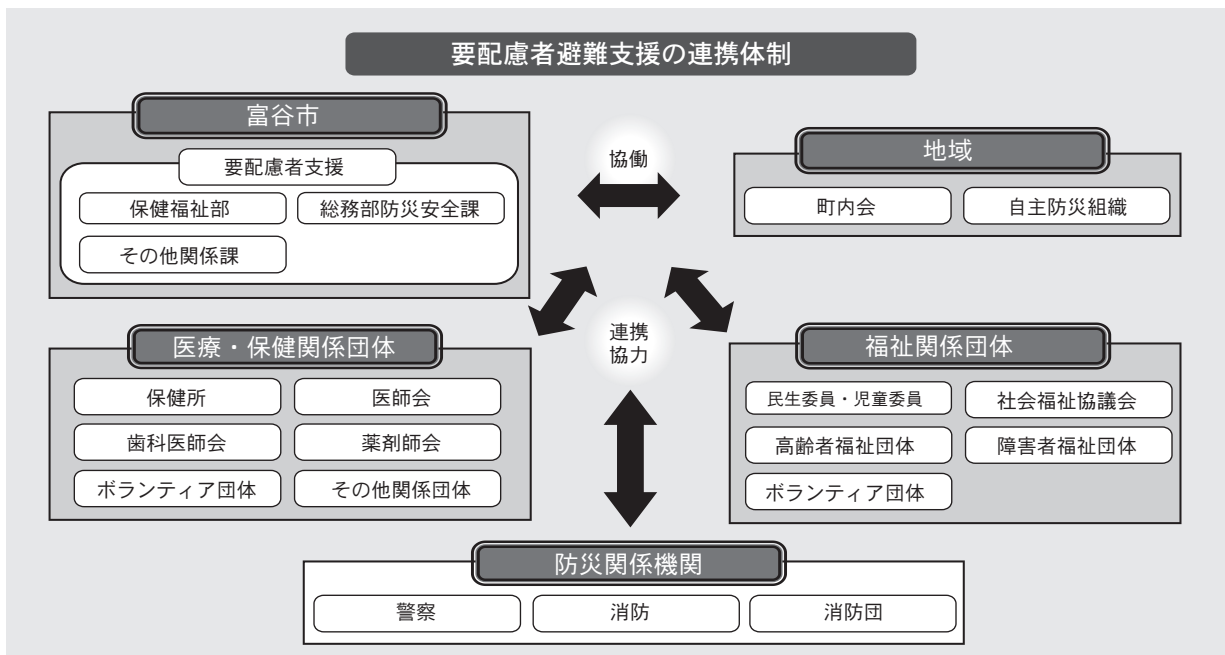 要配慮者避難支援の連携体制
富谷市
要配慮者支援
保健福祉部
総務部防災安全課
その他関係課
協働
地域
町内会
自主防災組織
連携
協力
医療・保健関係団体
保健所
医師会
歯科医師会
薬剤師会
ボランティア団体
その他関係団体
福祉関係団体
民生委員・児童委員
社会福祉協議会
高齢者福祉団体
障害者福祉団体
ボランティア団体
防災関係機関
警察
消防
消防団